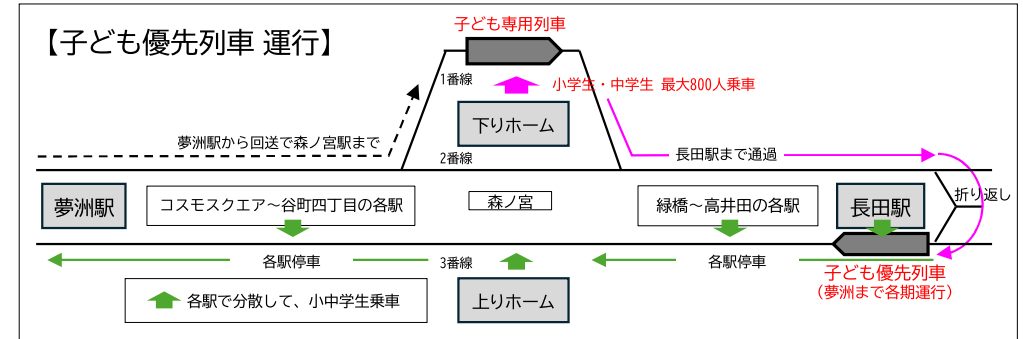 【子ども優先列車 運行】
子ども専用列車
1番線
小学生・中学生 最大800人乗車
下りホーム
夢洲駅から回送で森ノ宮駅まで
2番線
長田駅まで通過
夢洲駅
コスモスクエア～谷町四丁目の各駅
森ノ宮
緑橋～高井田の各駅
長田駅
折り返し
各駅停車
3番線
各駅停車
子ども優先列車
（夢洲まで各期運行）
各駅で分散して、小中学生乗車
上りホーム